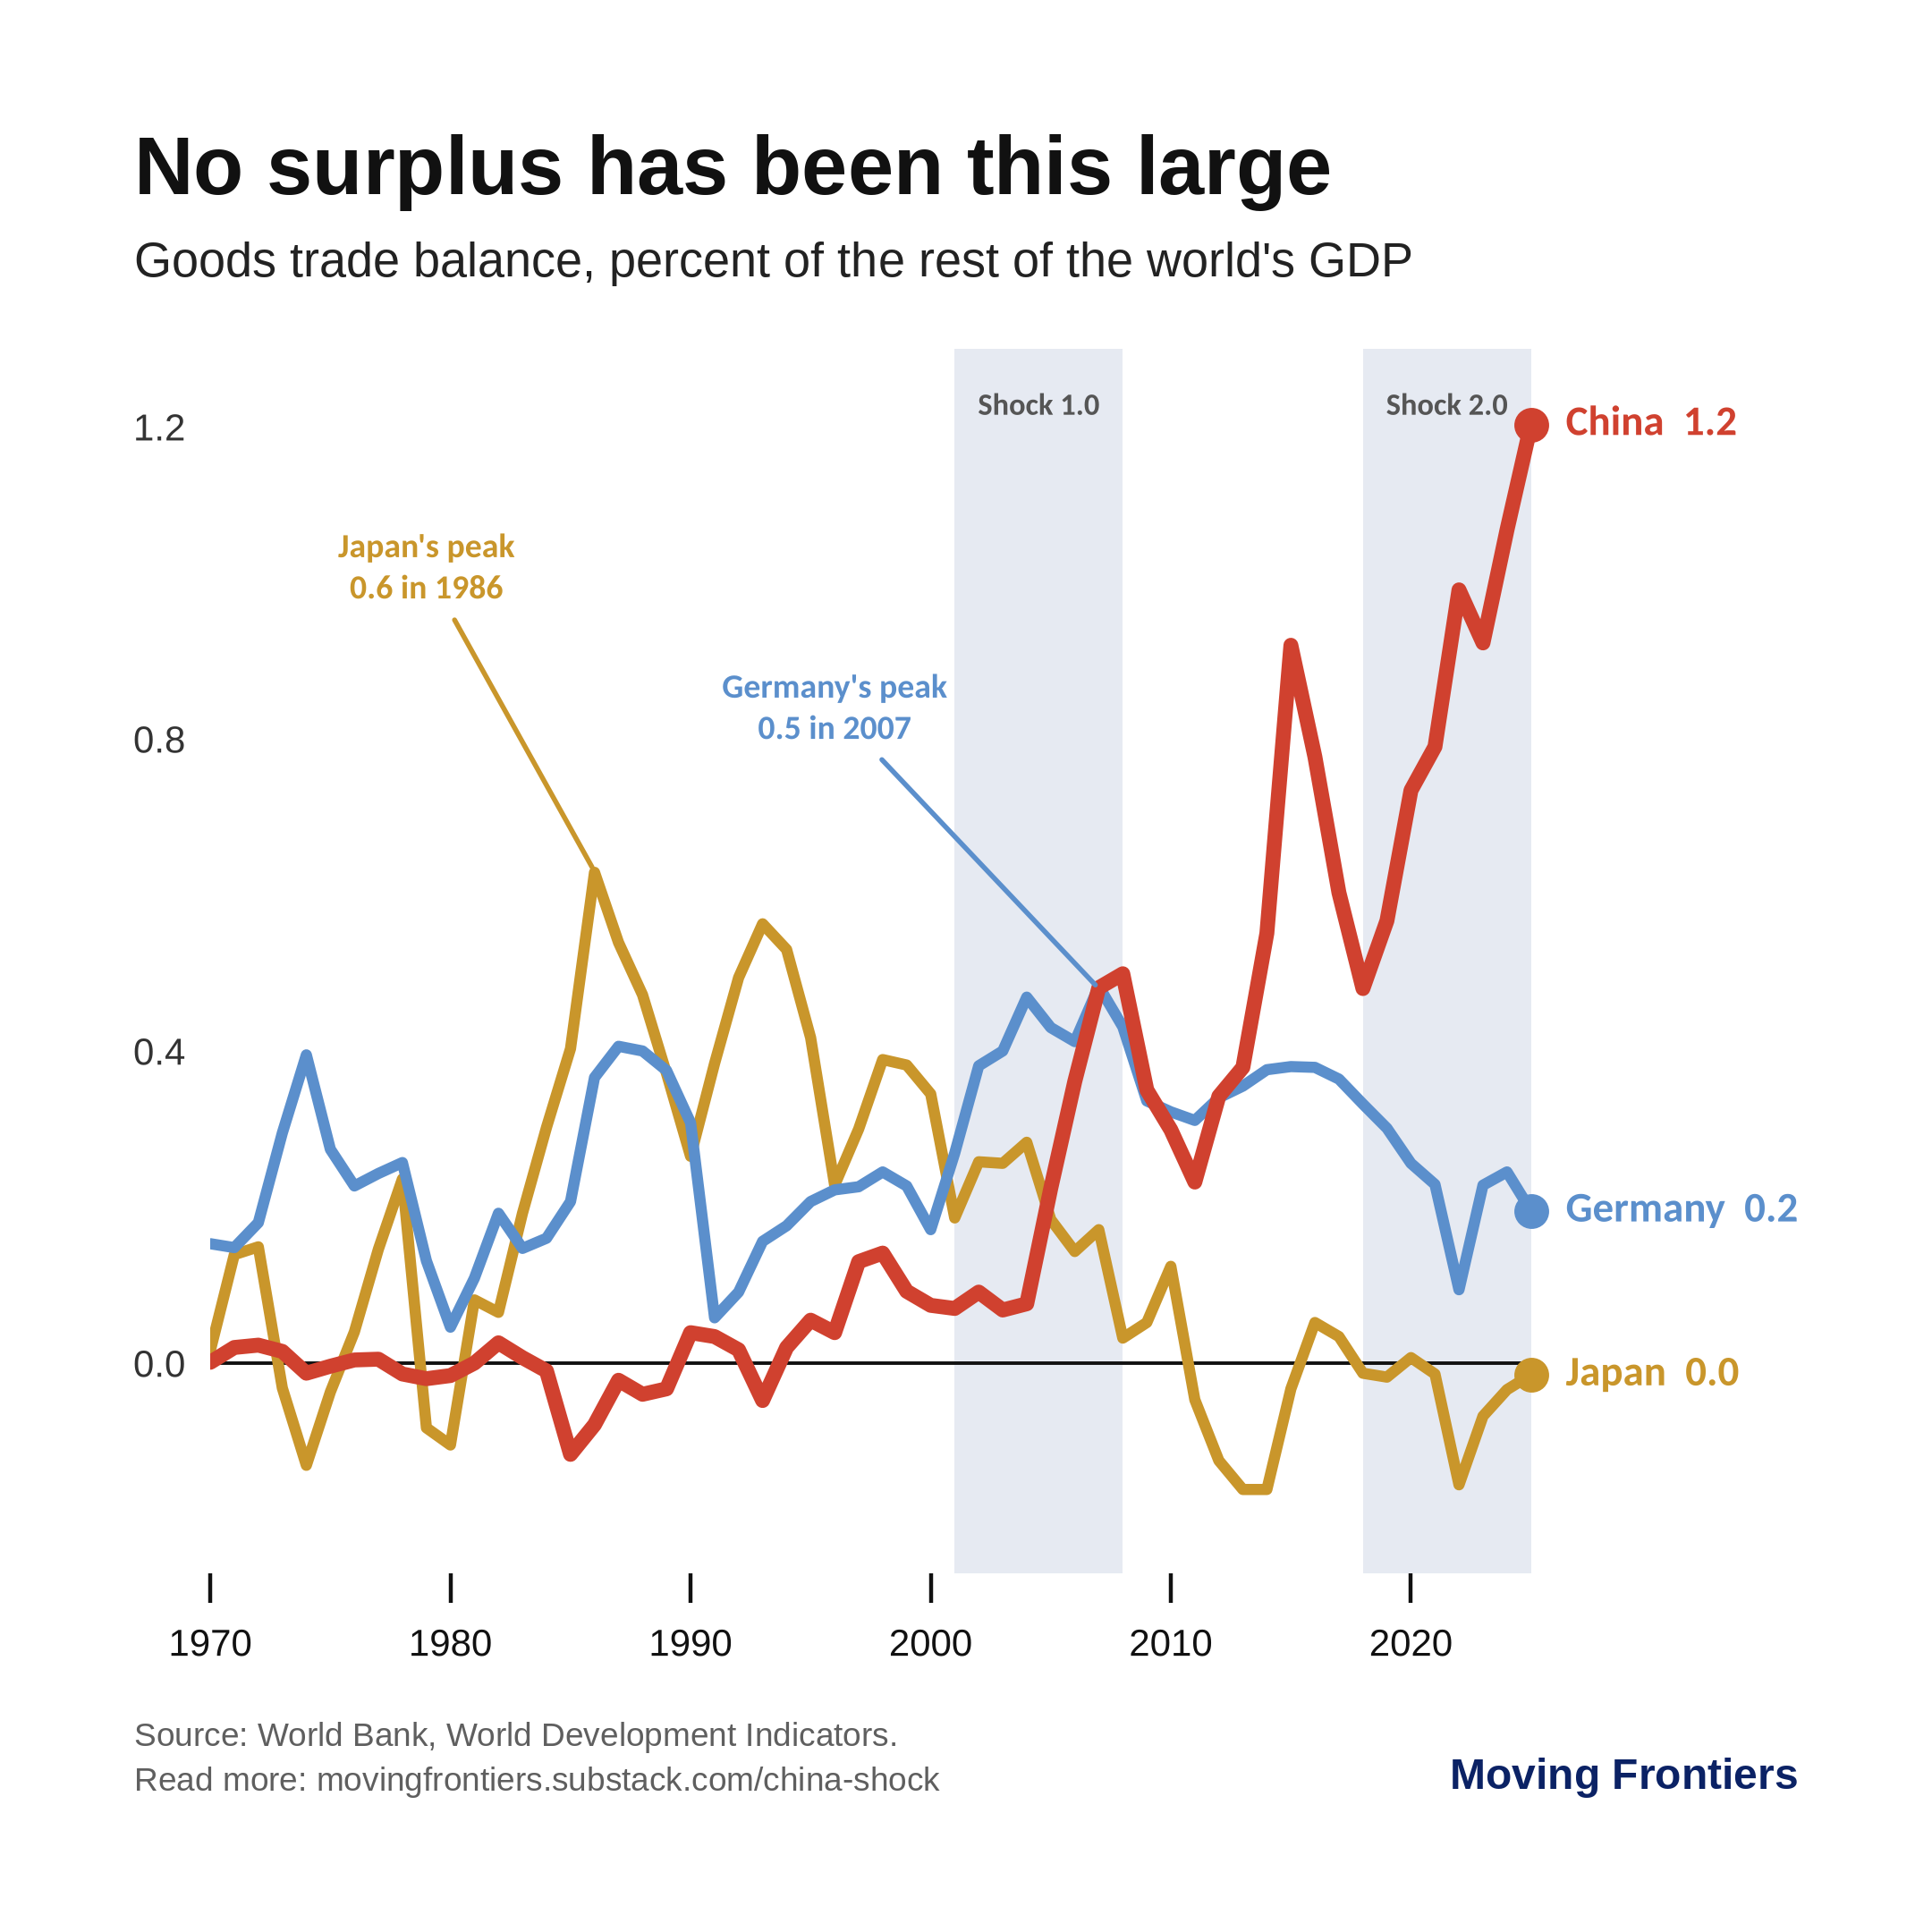 No surplus has been this large
Goods trade balance, percent of the rest of the world's GDP
Shock 1.0
Shock 2.0
1.2
China 1.2
Japan's peak
0.6 in 1986
Germany's peak
0.5 in 2007
0.8
0.4
Germany 0.2
0.0
Japan 0.0
1970
1980
1990
2000
2010
2020
Source: World Bank, World Development Indicators.
Read more: movingfrontiers.substack.com/china-shock
Moving Frontiers